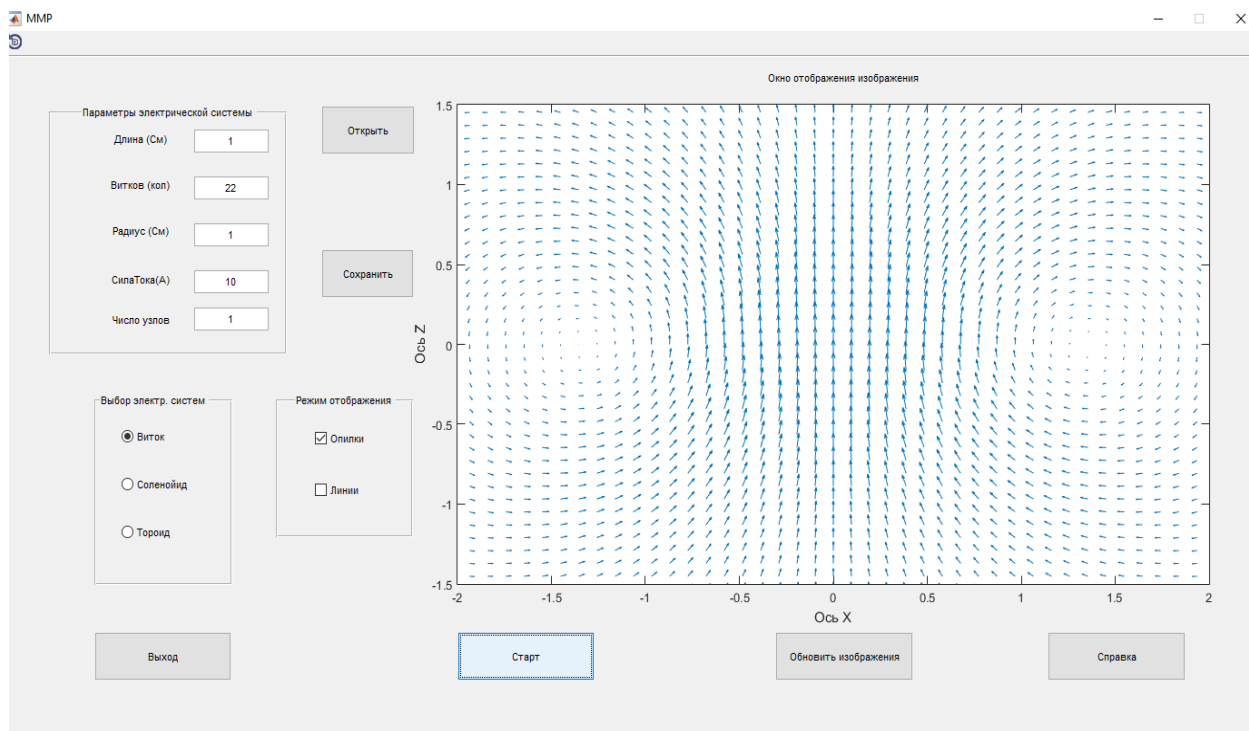 MMP
Окно отображения изображения
Параметры электрической системы
Длина (См) 1
Витков (кол) 22
Радиус (См) 1
СилаТока(А) 10
Число узлов 1
Открыть
Сохранить
Выбор электр. систем
Виток
Соленойид
Тороид
Режим отображения
Опилки
Линии
Ось Z
1.5
1
0.5
0
-0.5
-1
-1.5
-2 -1.5 -1 -0.5 0 0.5 1 1.5 2
Ось X
Выход
Старт
Обновить изображения
Справка